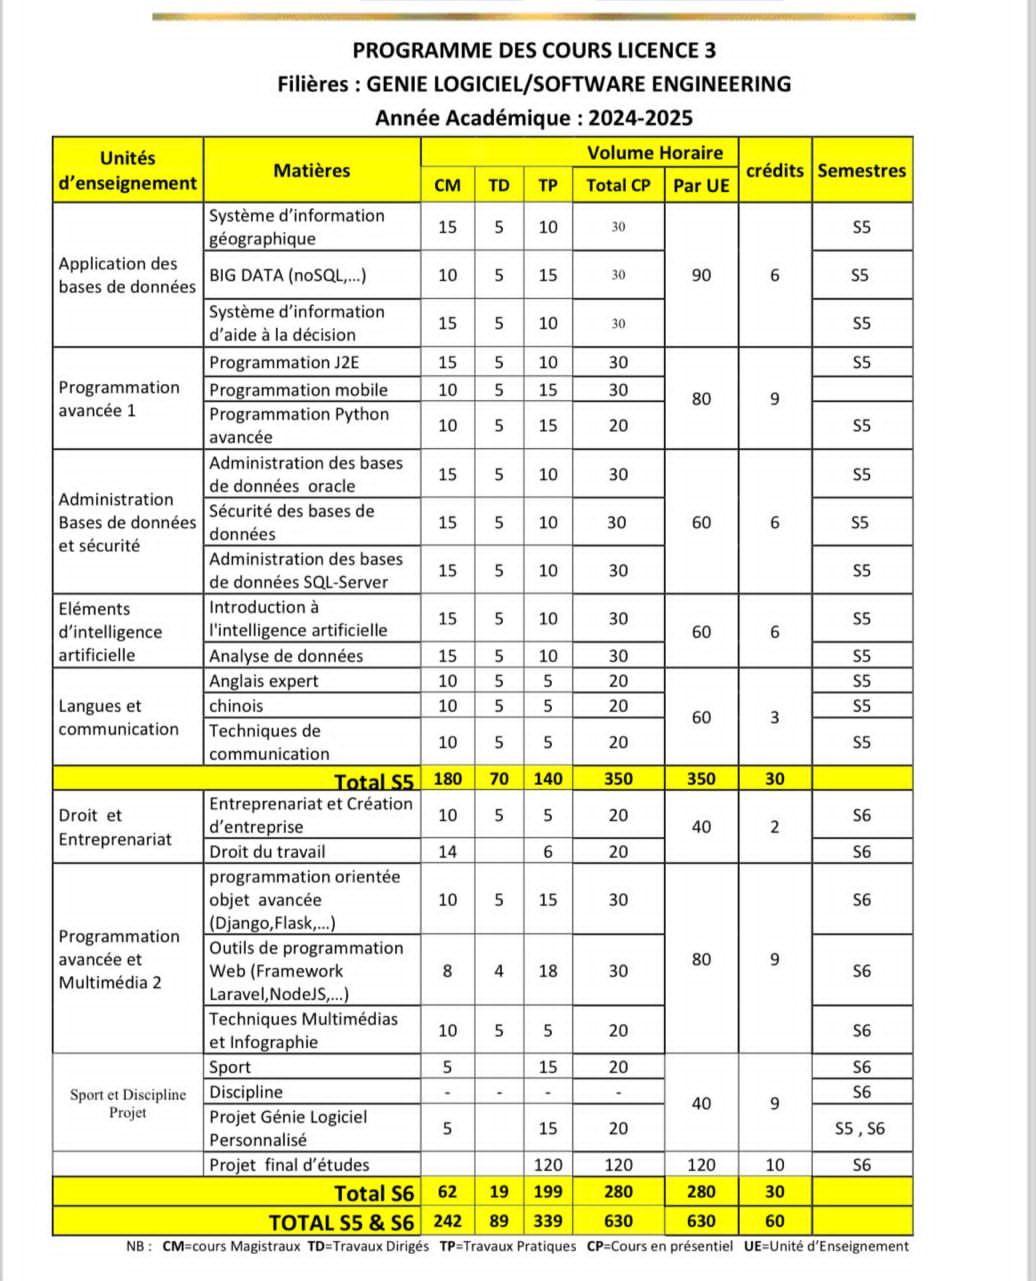 PROGRAMME DES COURS LICENCE 3
Filières : GENIE LOGICIEL/SOFTWARE ENGINEERING
Année Académique : 2024-2025
Unités d’enseignement Matières Volume Horaire crédits Semestres
CM TD TP Total CP Par UE
Application des bases de données
Système d’information géographique 15 5 10 30 90 6 S5
BIG DATA (noSQL,...) 10 5 15 30 S5
Système d’information d’aide à la décision 15 5 10 30 S5
Programmation avancée 1
Programmation J2E 15 5 10 30 80 9 S5
Programmation mobile 10 5 15 30
Programmation Python avancée 10 5 15 20 S5
Administration Bases de données et sécurité
Administration des bases de données oracle 15 5 10 30 60 6 S5
Sécurité des bases de données 15 5 10 30 S5
Administration des bases de données SQL-Server 15 5 10 30 S5
Eléments d’intelligence artificielle
Introduction à l'intelligence artificielle 15 5 10 30 60 6 S5
Analyse de données 15 5 10 30 S5
Langues et communication
Anglais expert 10 5 5 20 60 3 S5
chinois 10 5 5 20 S5
Techniques de communication 10 5 5 20 S5
Total S5 180 70 140 350 350 30
Droit et Entreprenariat
Entreprenariat et Création d’entreprise 10 5 5 20 40 2 S6
Droit du travail 14 6 20 S6
Programmation avancée et Multimédia 2
programmation orientée objet avancée (Django,Flask,...) 10 5 15 30 80 9 S6
Outils de programmation Web (Framework Laravel,NodeJS,...) 8 4 18 30 S6
Techniques Multimédias et Infographie 10 5 5 20 S6
Sport et Discipline Projet
Sport 5 15 20 40 9 S6
Discipline - - - - S6
Projet Génie Logiciel Personnalisé 5 15 20 S5 , S6
Projet final d’études 120 120 120 10 S6
Total S6 62 19 199 280 280 30
TOTAL S5 & S6 242 89 339 630 630 60
NB : CM=cours Magistraux TD=Travaux Dirigés TP=Travaux Pratiques CP=Cours en présentiel UE=Unité d’Enseignement